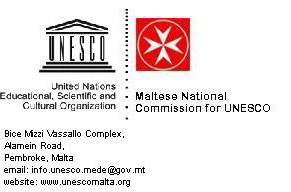 UNESCO
United Nations
Educational, Scientific and
Cultural Organization
Maltese National
Commission for UNESCO
Bice Mizzi Vassallo Complex,
Alamein Road,
Pembroke, Malta
email: info.unesco.mede@gov.mt
website: www.unescomalta.org